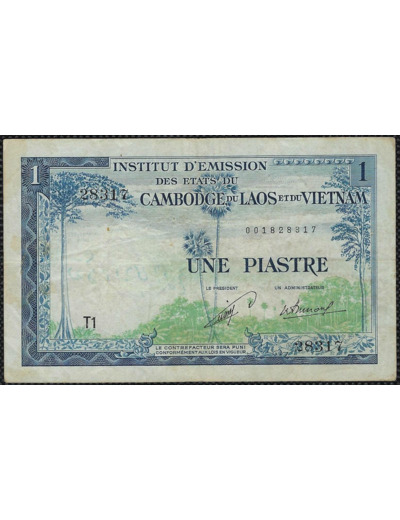 1 1
INSTITUT D'EMISSION
DES ETATS DU
28317
CAMBODGE DU LAOS ET DU VIETNAM
001828317
UNE PIASTRE
LE PRESIDENT UN ADMINISTRATEUR
T1
28317
LE CONTREFACTEUR SERA PUNI
CONFORMEMENT AUX LOIS EN VIGUEUR